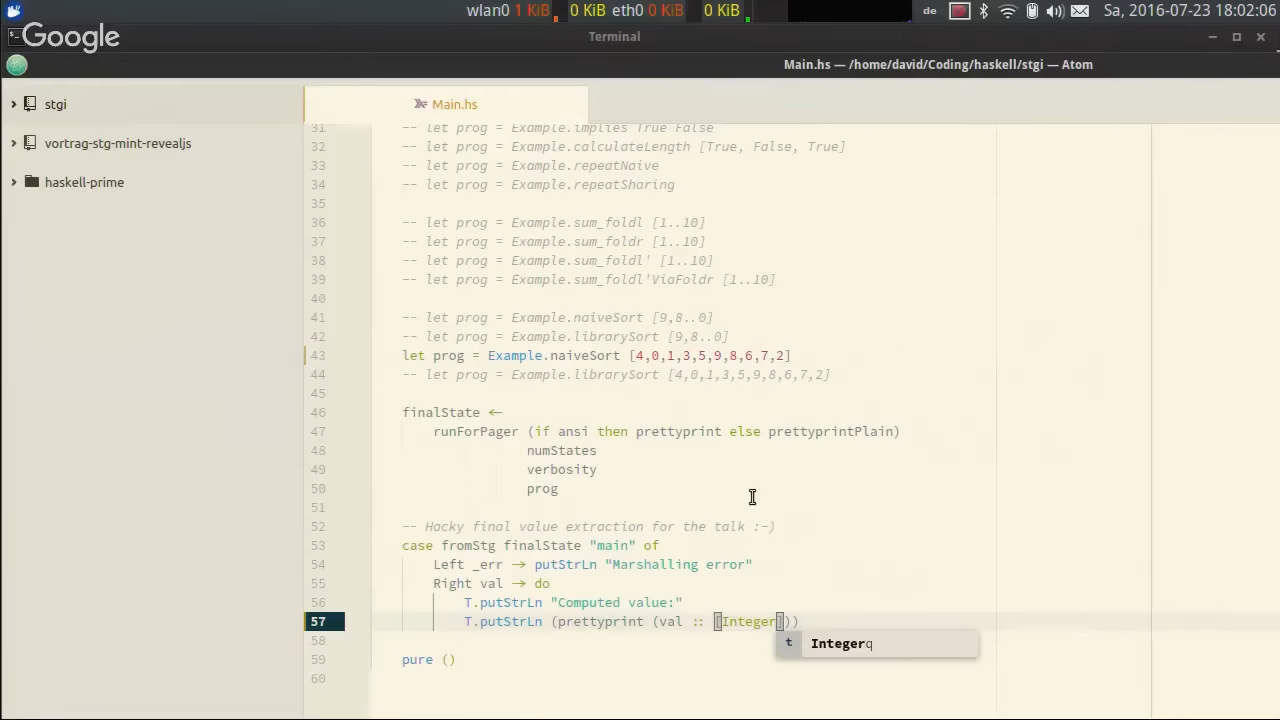 wlan0 1 KiB 0 KiB eth0 0 KiB 0 KiB de Sa, 2016-07-23 18:02:06
Google Terminal
Main.hs — /home/david/Coding/haskell/stgi — Atom
stgi
vortrag-stg-mint-revealjs
haskell-prime
Main.hs
31 -- let prog = Example.implies True False
32 -- let prog = Example.calculateLength [True, False, True]
33 -- let prog = Example.repeatNaive
34 -- let prog = Example.repeatSharing
35
36 -- let prog = Example.sum_foldl [1..10]
37 -- let prog = Example.sum_foldr [1..10]
38 -- let prog = Example.sum_foldl' [1..10]
39 -- let prog = Example.sum_foldl'ViaFoldr [1..10]
40
41 -- let prog = Example.naiveSort [9,8..0]
42 -- let prog = Example.librarySort [9,8..0]
43 let prog = Example.naiveSort [4,0,1,3,5,9,8,6,7,2]
44 -- let prog = Example.librarySort [4,0,1,3,5,9,8,6,7,2]
45
46 finalState ←
47 runForPager (if ansi then prettyprint else prettyprintPlain)
48 numStates
49 verbosity
50 prog
51
52 -- Hacky final value extraction for the talk :-)
53 case fromStg finalState "main" of
54 Left _err → putStrLn "Marshalling error"
55 Right val → do
56 T.putStrLn "Computed value:"
57 T.putStrLn (prettyprint (val :: [Integer]))
58
t Integerq
59 pure ()
60